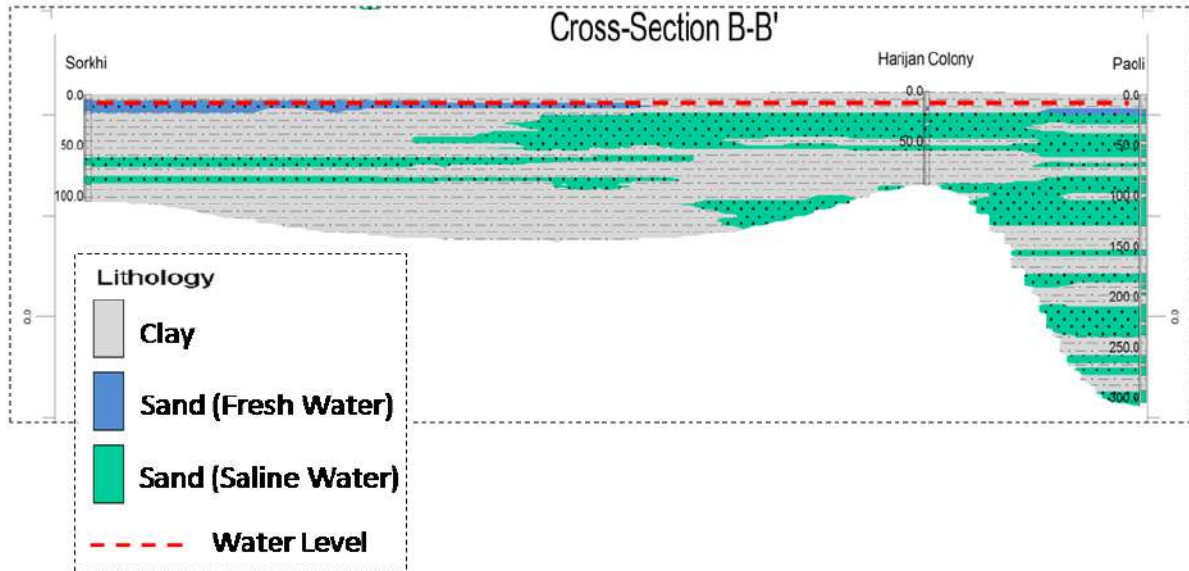 Cross-Section B-B'
Sorkhi
Harijan Colony
Paoli
0.0
0.0
0.0
50.0
50.0
50.0
100.0
100.0
150.0
200.0
250.0
300.0
0.0
0.0
Lithology
Clay
Sand (Fresh Water)
Sand (Saline Water)
Water Level